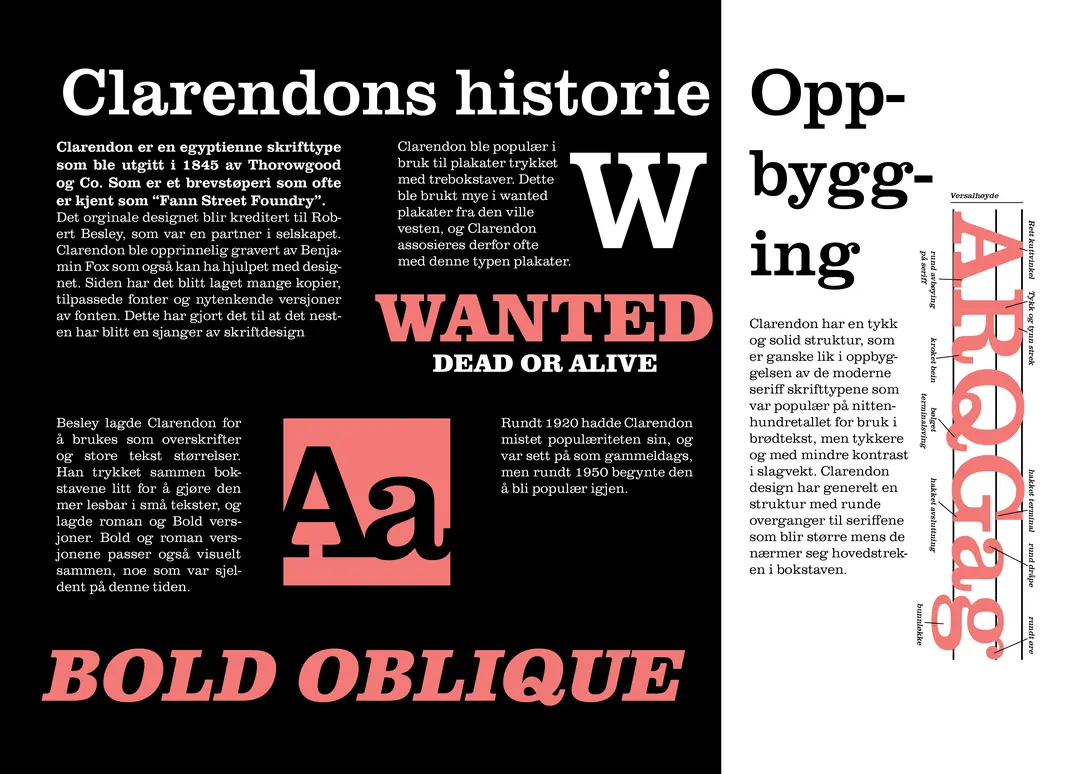 Clarendons historie
Clarendon er en egyptienne skrifttype
som ble utgitt i 1845 av Thorowgood
og Co. Som er et brevstøperi som ofte
er kjent som “Fann Street Foundry”.
Det orginale designet blir kreditert til Rob-
ert Besley, som var en partner i selskapet.
Clarendon ble opprinnelig gravert av Benja-
min Fox som også kan ha hjulpet med desig-
net. Siden har det blitt laget mange kopier,
tilpassede fonter og nytenkende versjoner
av fonten. Dette har gjort det til at det nest-
en har blitt en sjanger av skriftdesign
Clarendon ble populær i
bruk til plakater trykket
med trebokstaver. Dette
ble brukt mye i wanted
plakater fra den ville
vesten, og Clarendon
assosieres derfor ofte
med denne typen plakater.
W
WANTED
DEAD OR ALIVE
Besley lagde Clarendon for
å brukes som overskrifter
og store tekst størrelser.
Han trykket sammen bok-
stavene litt for å gjøre den
mer lesbar i små tekster, og
lagde roman og Bold vers-
joner. Bold og roman vers-
jonene passer også visuelt
sammen, noe som var sjel-
dent på denne tiden.
Aa
Rundt 1920 hadde Clarendon
mistet populæriteten sin, og
var sett på som gammeldags,
men rundt 1950 begynte den
å bli populær igjen.
BOLD OBLIQUE
Opp-
bygg-
ing
Clarendon har en tykk
og solid struktur, som
er ganske lik i oppbyg-
gelsen av de moderne
seriff skrifttypene som
var populær på nitten-
hundretallet for bruk i
brødtekst, men tykkere
og med mindre kontrast
i slagvekt. Clarendon
design har generelt en
struktur med runde
overganger til seriffene
som blir større mens de
nærmer seg hovedstrek-
en i bokstaven.
Versalhøyde
ARQGag
Rett kuttvinkel
Tykk og tynn strek
hakket terminal
rund dråpe
rundt øre
rund avbøying
på seriff
kroket bein
bølget
terminalsving
hakket avsluttning
bunnløkke